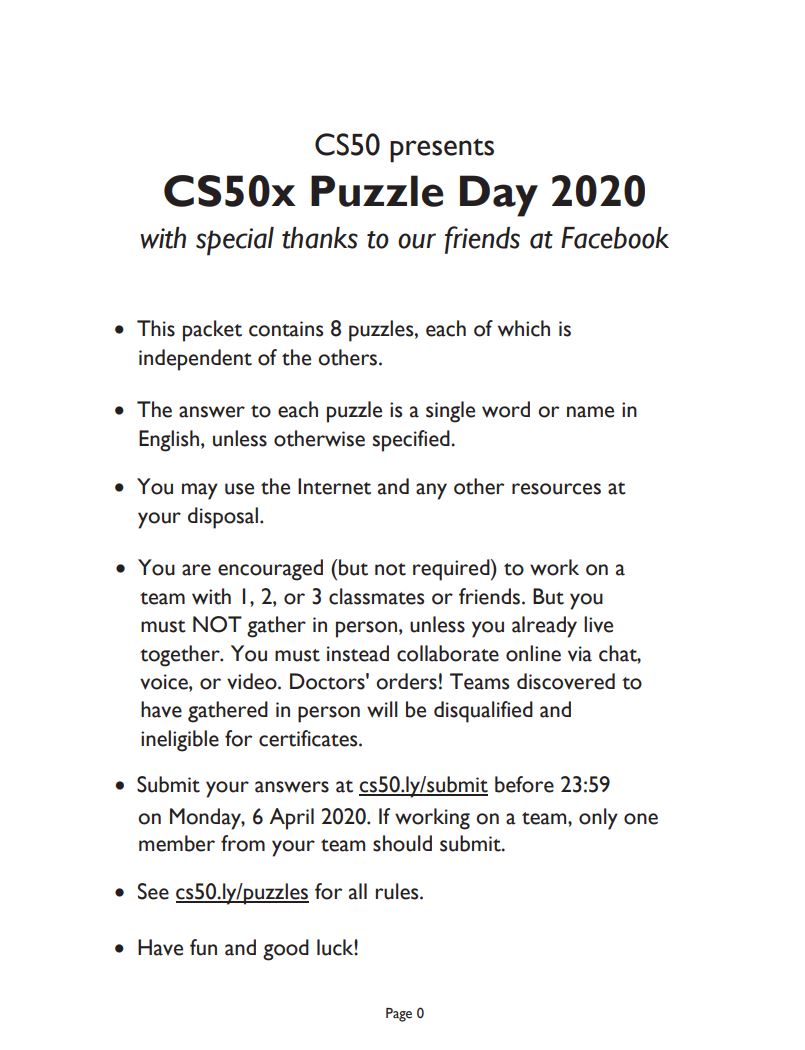 CS50 presents
CS50x Puzzle Day 2020
with special thanks to our friends at Facebook
• This packet contains 8 puzzles, each of which is
independent of the others.
• The answer to each puzzle is a single word or name in
English, unless otherwise specified.
• You may use the Internet and any other resources at
your disposal.
• You are encouraged (but not required) to work on a
team with 1, 2, or 3 classmates or friends. But you
must NOT gather in person, unless you already live
together. You must instead collaborate online via chat,
voice, or video. Doctors' orders! Teams discovered to
have gathered in person will be disqualified and
ineligible for certificates.
• Submit your answers at cs50.ly/submit before 23:59
on Monday, 6 April 2020. If working on a team, only one
member from your team should submit.
• See cs50.ly/puzzles for all rules.
• Have fun and good luck!
Page 0